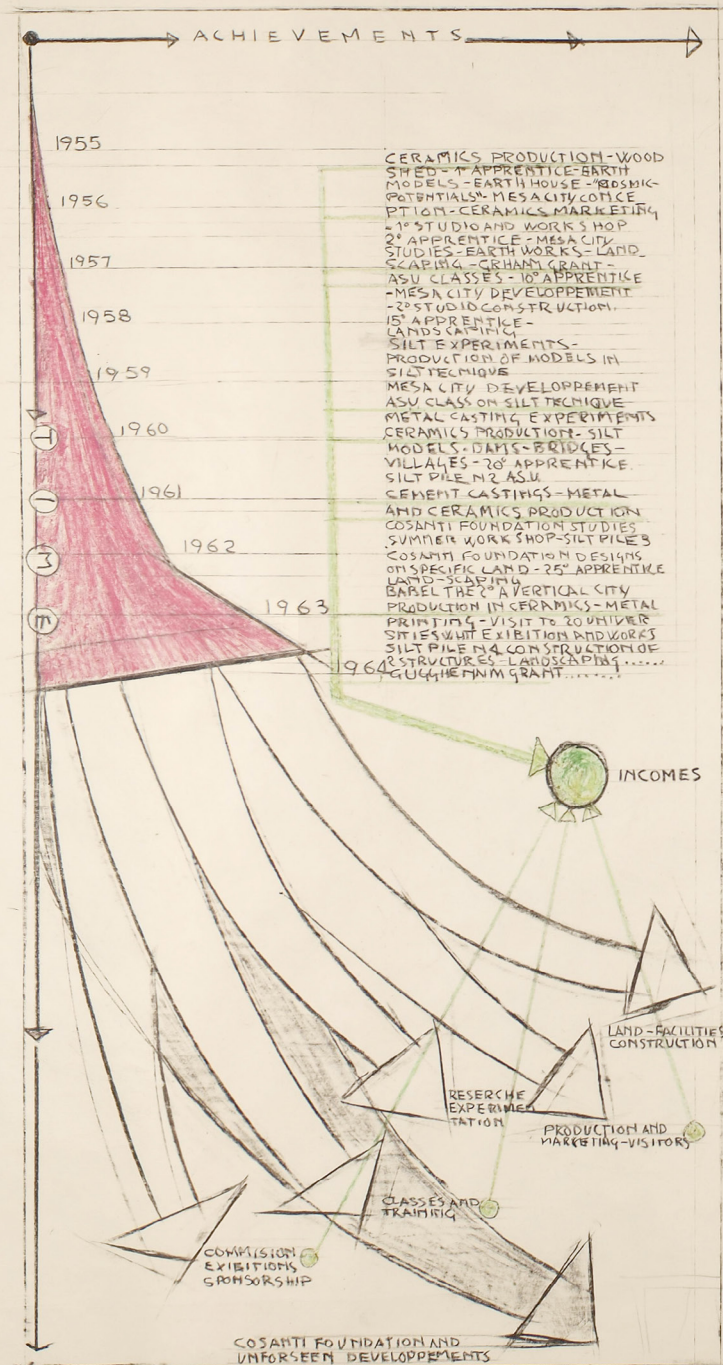 ACHIEVEMENTS
1955
1956
1957
1958
1959
1960
1961
1962
1963
1964
TIME
CERAMICS PRODUCTION-WOOD
SHED-1° APPRENTICE-EARTH
MODELS-EARTH HOUSE-"COSMIC-
POTENTIALS"-MESA CITY CONCE
PTION-CERAMICS MARKETING
-1° STUDIO AND WORKSHOP
2° APPRENTICE-MESA CITY
STUDIES-EARTH WORKS-LAND_
SCAPING-GRHAM GRANT-
ASU CLASSES-10° APPRENTICE
-MESA CITY DEVELOPPEMENT
-2° STUDIO CONSTRUCTION.
15° APPRENTICE-
LANDSCAPING
SILT EXPERIMENTS-
PRODUCTION OF MODELS IN
SILT TECNIQUE
MESA CITY DEVELOPPEMENT
ASU CLASS ON SILT TECNIQUE
METAL CASTING EXPERIMENTS
CERAMICS PRODUCTION-SILT
MODELS-DAMS-BRIDGES-
VILLAGES-20° APPRENTICE
SILT PILE N2 A.S.U.
CEMENT CASTINGS-METAL
AND CERAMICS PRODUCTION
COSANTI FOUNDATION STUDIES
SUMMER WORKSHOP-SILT PILE 3
COSANTI FOUNDATION DESIGNS
ON SPECIFIC LAND-25° APPRENTICE
LAND-SCAPING
BABEL THE 2° A VERTICAL CITY
PRODUCTION IN CERAMICS-METAL
PRINTING-VISIT TO 20 UNIVER
SITIES WHIT EXIBITION AND WORKS
SILT PILE N4 CONSTRUCTION OF
2 STRUCTURES-LANDSCAPING......
GUGGHENNM GRANT........
INCOMES
LAND-FACILITIES
CONSTRUCTION
RESERCHE
EXPERIMEN
TATION
PRODUCTION AND
MARKETING-VISITORS
CLASSES AND
TRAINING
COMMISION
EXIBITIONS
SPONSORSHIP
COSANTI FOUNDATION AND
UNFORSEEN DEVELOPPEMENTS